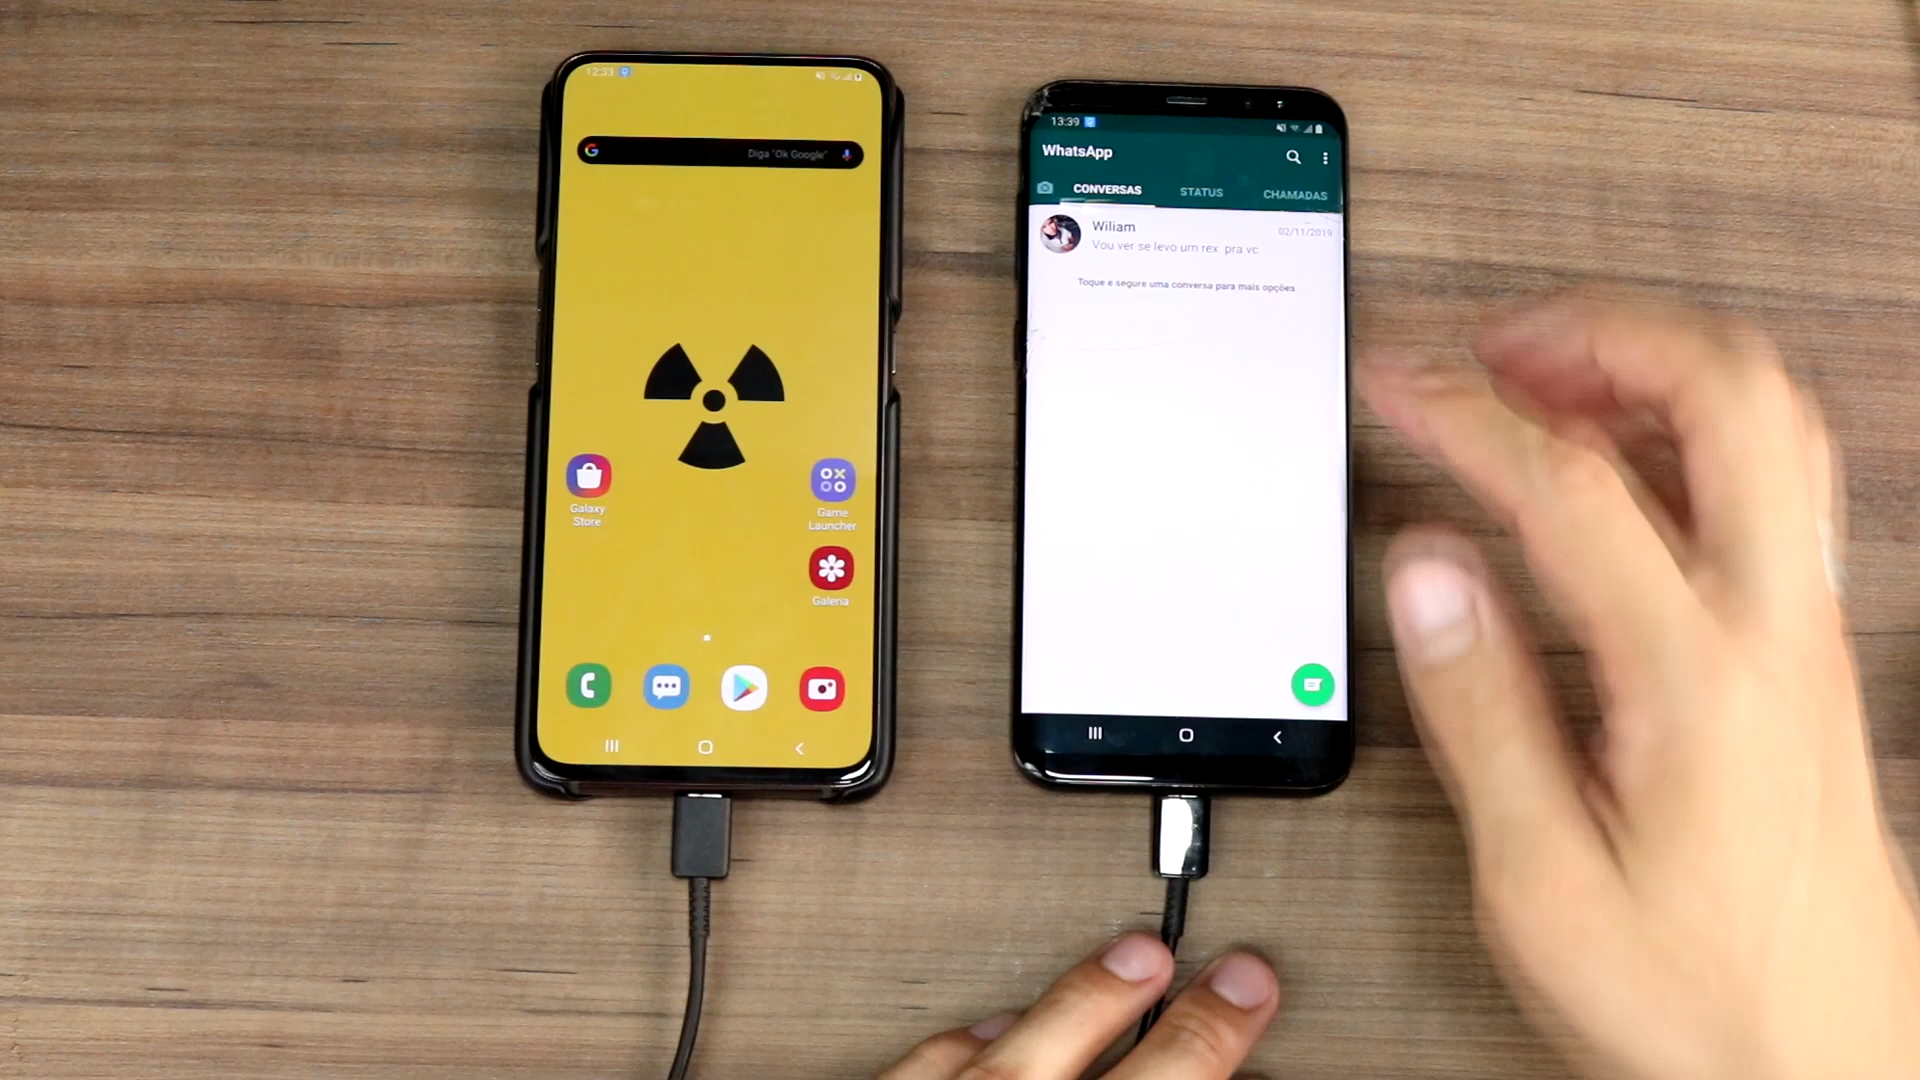 12:33
G
Diga "Ok Google"
Galaxy
Store
Game
Launcher
Galeria
13:39
WhatsApp
CONVERSAS
STATUS
CHAMADAS
Wiliam
02/11/2019
Vou ver se levo um rex pra vc
Toque e segure uma conversa para mais opções